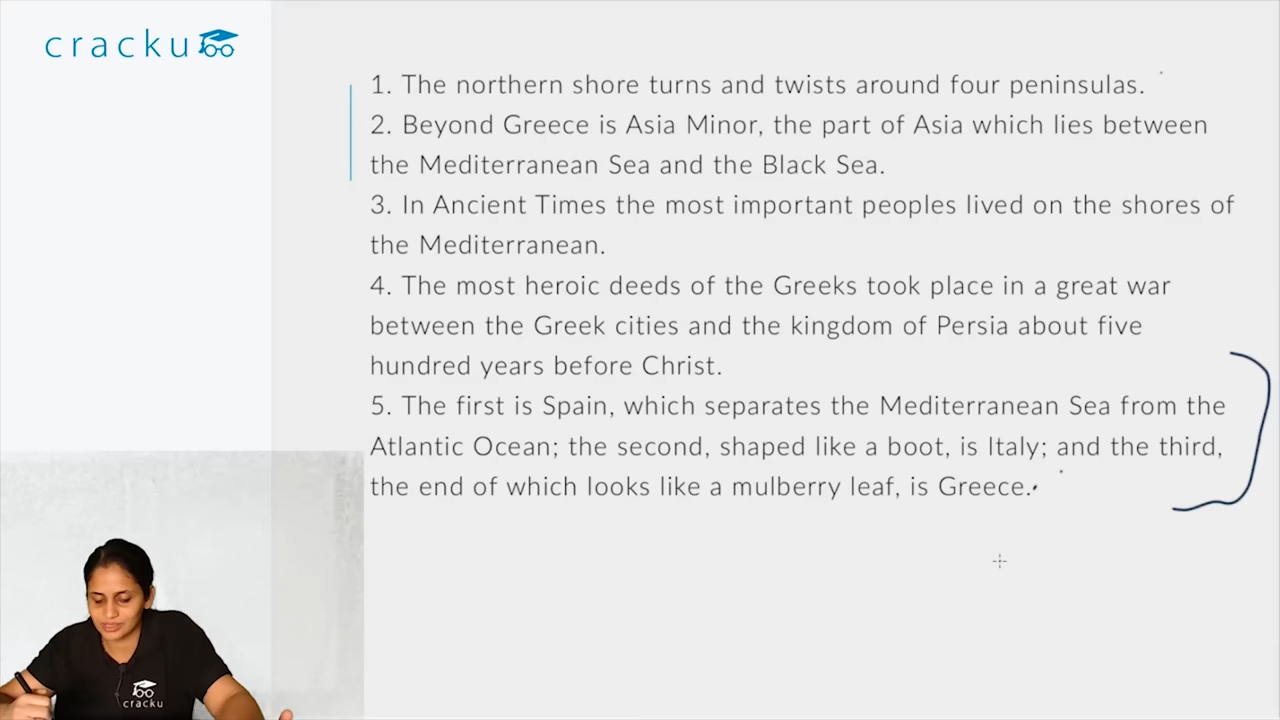 cracku
1. The northern shore turns and twists around four peninsulas.
2. Beyond Greece is Asia Minor, the part of Asia which lies between
the Mediterranean Sea and the Black Sea.
3. In Ancient Times the most important peoples lived on the shores of
the Mediterranean.
4. The most heroic deeds of the Greeks took place in a great war
between the Greek cities and the kingdom of Persia about five
hundred years before Christ.
5. The first is Spain, which separates the Mediterranean Sea from the
Atlantic Ocean; the second, shaped like a boot, is Italy; and the third,
the end of which looks like a mulberry leaf, is Greece.
cracku